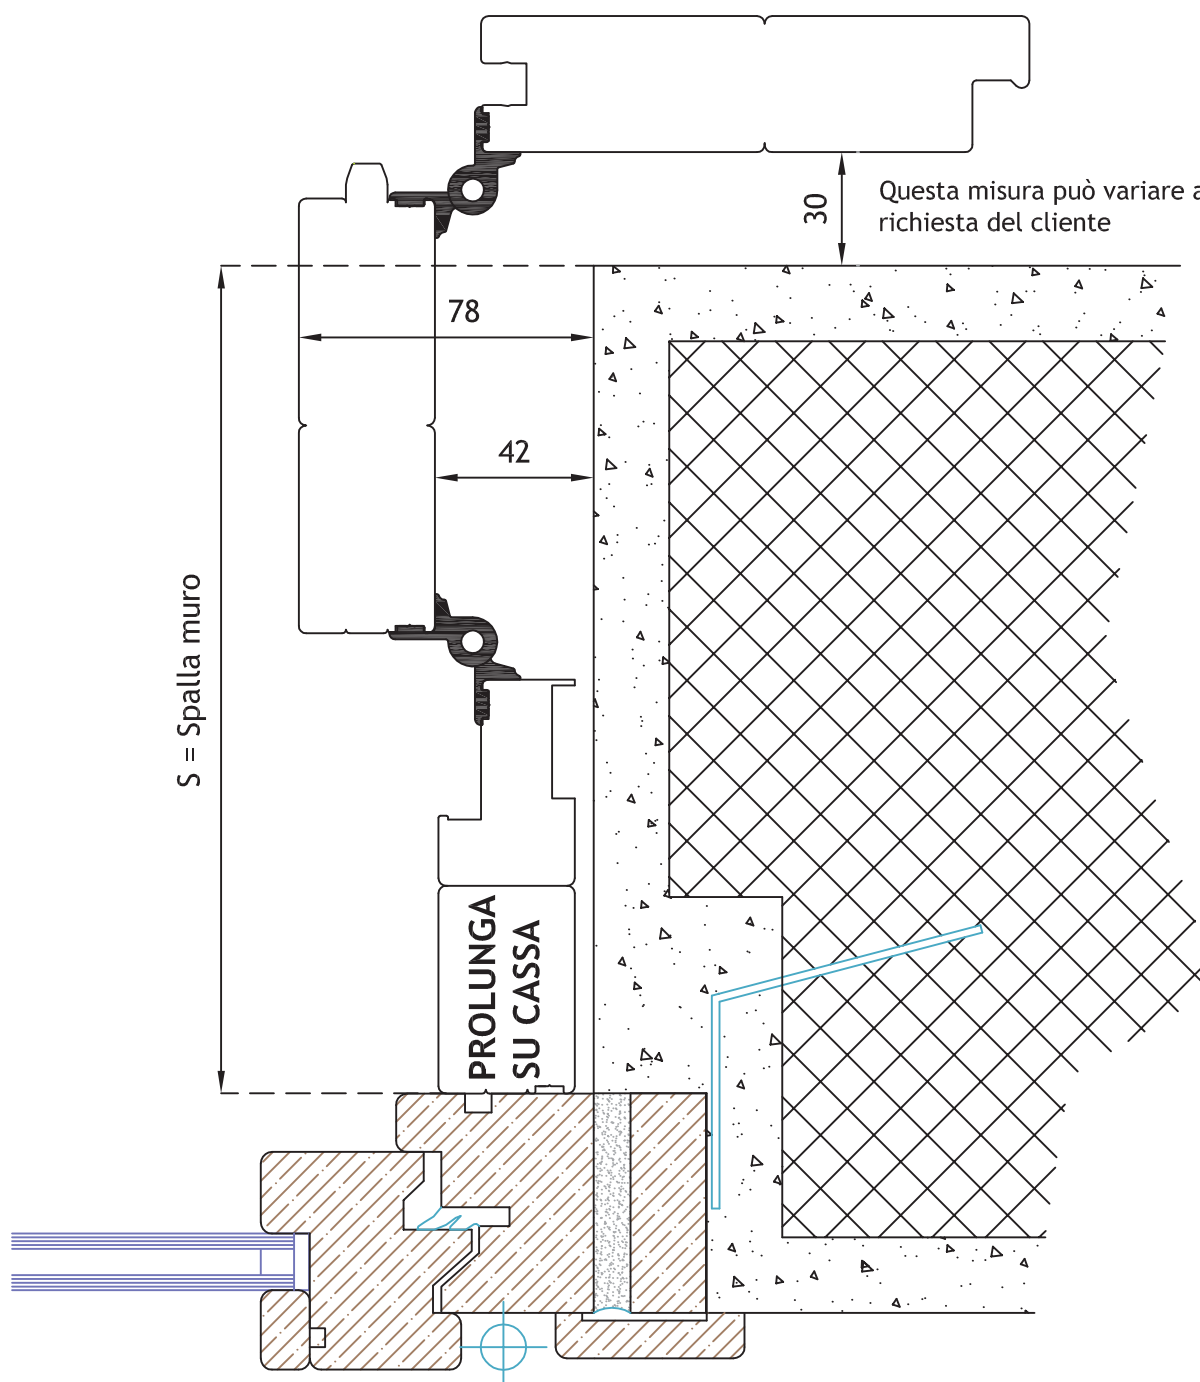 30
Questa misura può variare a
richiesta del cliente
78
42
S = Spalla muro
PROLUNGA
SU CASSA